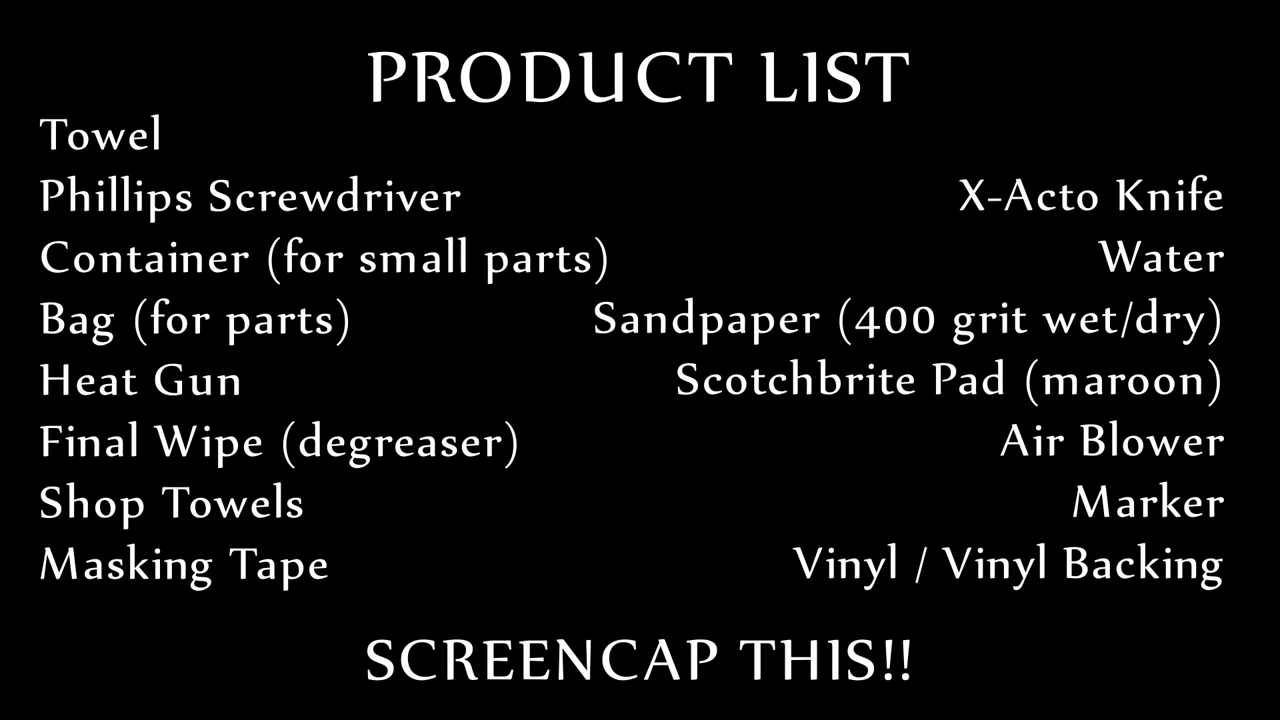 PRODUCT LIST
Towel
Phillips Screwdriver
Container (for small parts)
Bag (for parts)
Heat Gun
Final Wipe (degreaser)
Shop Towels
Masking Tape
X-Acto Knife
Water
Sandpaper (400 grit wet/dry)
Scotchbrite Pad (maroon)
Air Blower
Marker
Vinyl / Vinyl Backing
SCREENCAP THIS!!